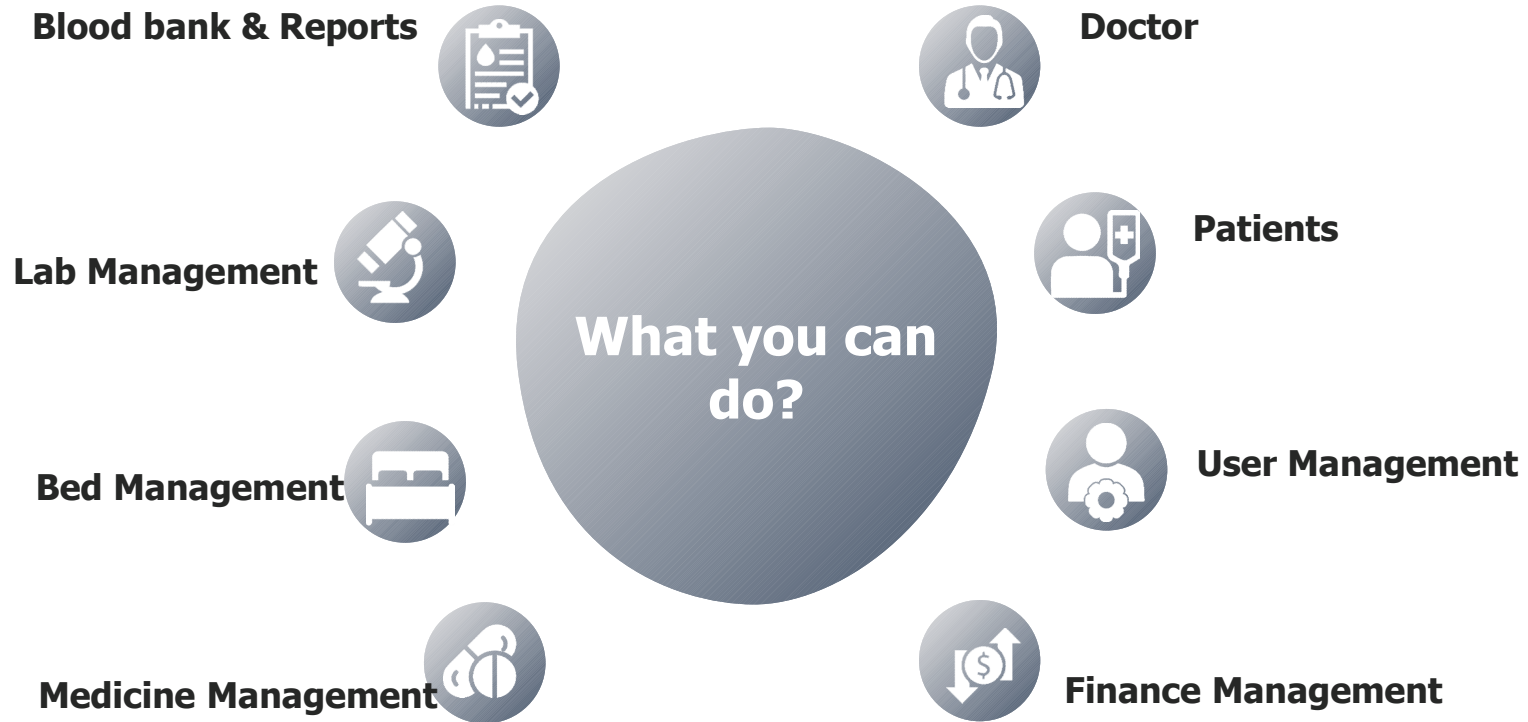 Blood bank & Reports
Doctor
Lab Management
Patients
What you can
do?
Bed Management
User Management
Medicine Management
Finance Management